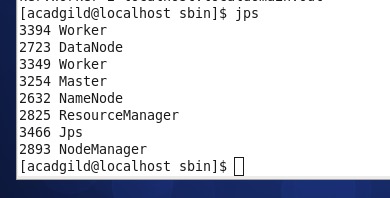 [acadgild@localhost sbin]$ jps
3394 Worker
2723 DataNode
3349 Worker
3254 Master
2632 NameNode
2825 ResourceManager
3466 Jps
2893 NodeManager
[acadgild@localhost sbin]$